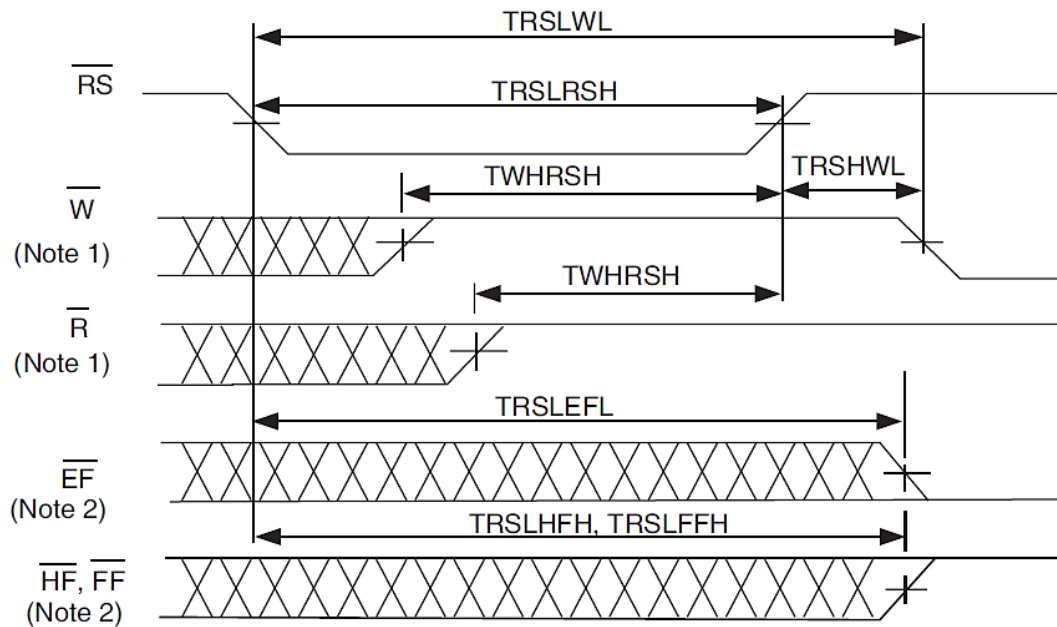 TRSLWL
RS
TRSLRSH
TRSHWL
TWHRSH
W
(Note 1)
TWHRSH
R
(Note 1)
TRSLEFL
EF
(Note 2)
TRSLHFH, TRSLFFH
HF, FF
(Note 2)